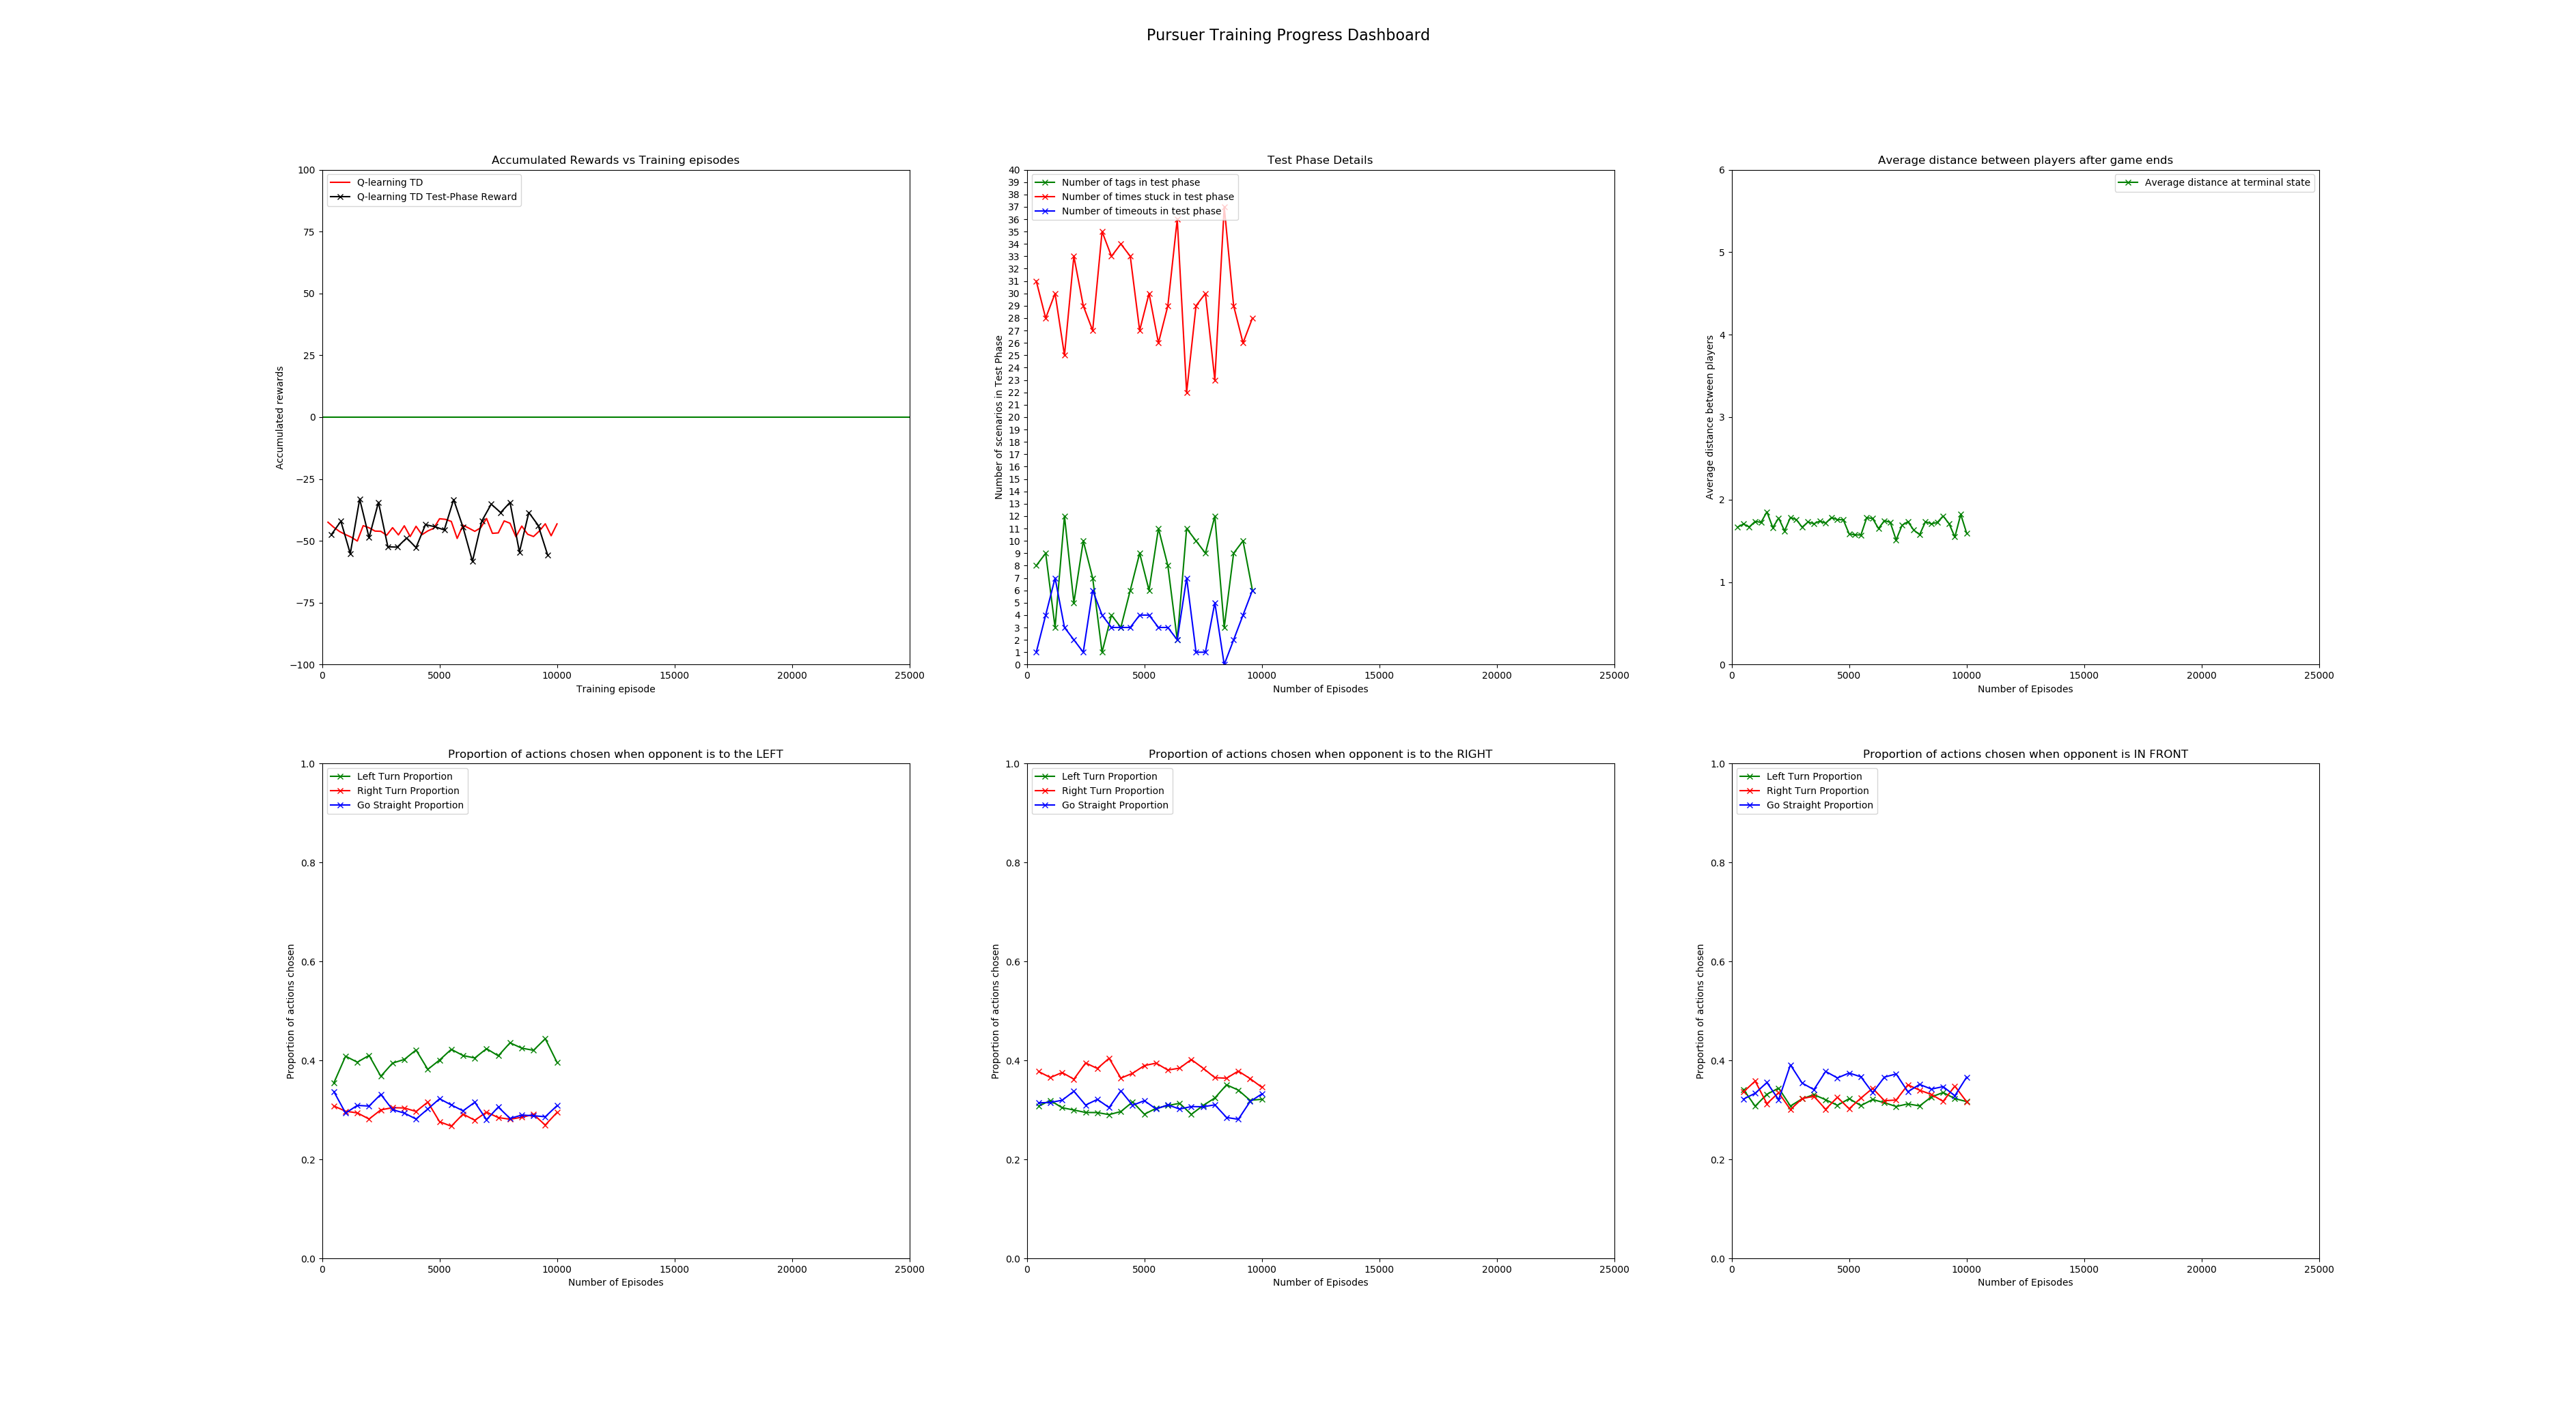 Pursuer Training Progress Dashboard
Accumulated Rewards vs Training episodes
Q-learning TD
Q-learning TD Test-Phase Reward
100
75
50
25
0
−25
−50
−75
−100
Accumulated rewards
0 5000 10000 15000 20000 25000
Training episode
Test Phase Details
Number of tags in test phase
Number of times stuck in test phase
Number of timeouts in test phase
40
39
38
37
36
35
34
33
32
31
30
29
28
27
26
25
24
23
22
21
20
19
18
17
16
15
14
13
12
11
10
9
8
7
6
5
4
3
2
1
0
Number of scenarios in Test Phase
0 5000 10000 15000 20000 25000
Number of Episodes
Average distance between players after game ends
Average distance at terminal state
6
5
4
3
2
1
0
Average distance between players
0 5000 10000 15000 20000 25000
Number of Episodes
Proportion of actions chosen when opponent is to the LEFT
Left Turn Proportion
Right Turn Proportion
Go Straight Proportion
1.0
0.8
0.6
0.4
0.2
0.0
Proportion of actions chosen
0 5000 10000 15000 20000 25000
Number of Episodes
Proportion of actions chosen when opponent is to the RIGHT
Left Turn Proportion
Right Turn Proportion
Go Straight Proportion
1.0
0.8
0.6
0.4
0.2
0.0
Proportion of actions chosen
0 5000 10000 15000 20000 25000
Number of Episodes
Proportion of actions chosen when opponent is IN FRONT
Left Turn Proportion
Right Turn Proportion
Go Straight Proportion
1.0
0.8
0.6
0.4
0.2
0.0
Proportion of actions chosen
0 5000 10000 15000 20000 25000
Number of Episodes